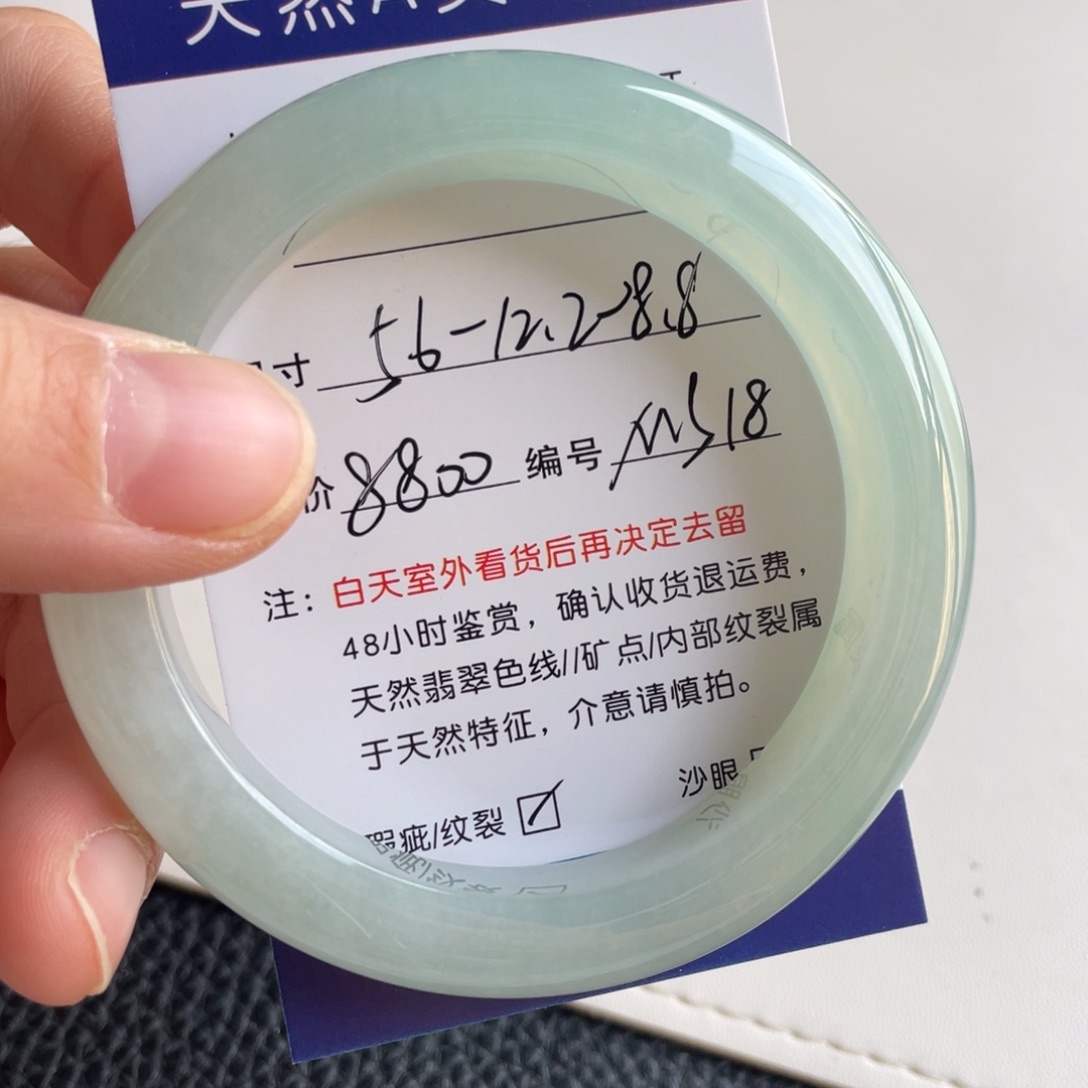 天然A货
寸 56-12.2-8.8
价 8800 编号
注：白天室外看货后再决定去留
48小时鉴赏，确认收货退运费，
天然翡翠色线//矿点/内部纹裂属
于天然特征，介意请慎拍。
瑕疵/纹裂 ☑ 沙眼